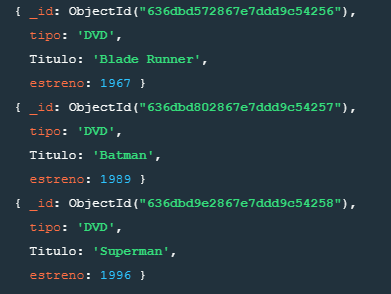 { _id: ObjectId("636dbd572867e7ddd9c54256"),
tipo: 'DVD',
Titulo: 'Blade Runner',
estreno: 1967 }
{ _id: ObjectId("636dbd802867e7ddd9c54257"),
tipo: 'DVD',
Titulo: 'Batman',
estreno: 1989 }
{ _id: ObjectId("636dbd9e2867e7ddd9c54258"),
tipo: 'DVD',
Titulo: 'Superman',
estreno: 1996 }